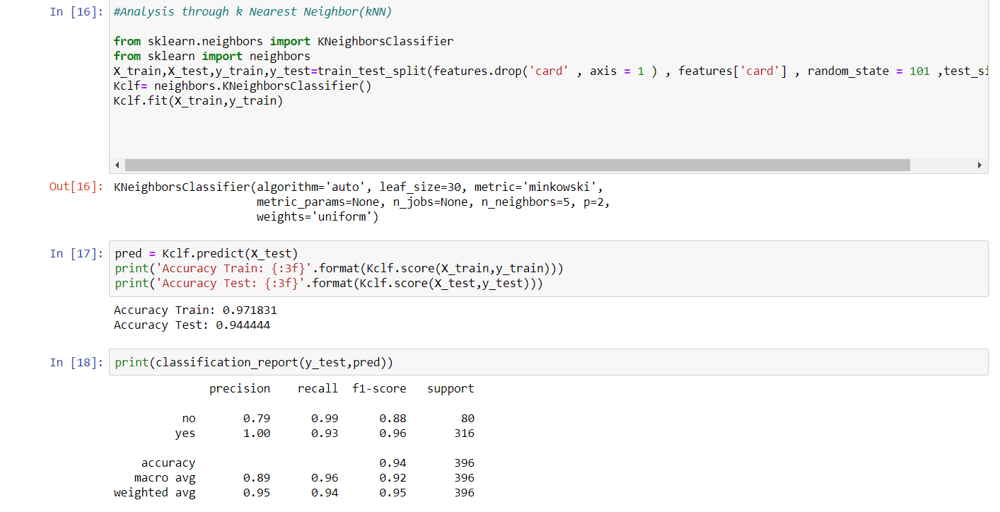 In [16]: #Analysis through k Nearest Neighbor(kNN)
from sklearn.neighbors import KNeighborsClassifier
from sklearn import neighbors
X_train,X_test,y_train,y_test=train_test_split(features.drop('card' , axis = 1 ) , features['card'] , random_state = 101 ,test_si
Kclf= neighbors.KNeighborsClassifier()
Kclf.fit(X_train,y_train)
Out[16]: KNeighborsClassifier(algorithm='auto', leaf_size=30, metric='minkowski',
metric_params=None, n_jobs=None, n_neighbors=5, p=2,
weights='uniform')
In [17]: pred = Kclf.predict(X_test)
print('Accuracy Train: {:3f}'.format(Kclf.score(X_train,y_train)))
print('Accuracy Test: {:3f}'.format(Kclf.score(X_test,y_test)))
Accuracy Train: 0.971831
Accuracy Test: 0.944444
In [18]: print(classification_report(y_test,pred))
precision recall f1-score support
no 0.79 0.99 0.88 80
yes 1.00 0.93 0.96 316
accuracy 0.94 396
macro avg 0.89 0.96 0.92 396
weighted avg 0.95 0.94 0.95 396